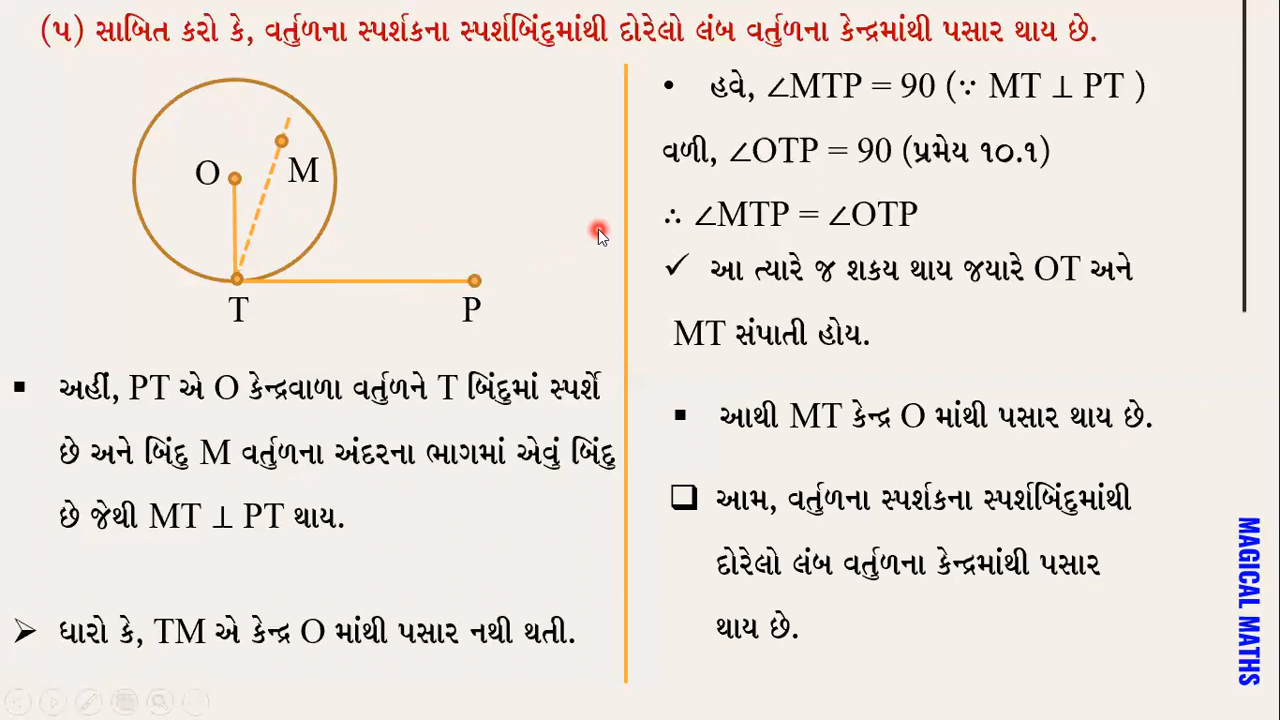 (૫) સાબિત કરો કે, વર્તુળના સ્પર્શકના સ્પર્શબિંદુમાંથી દોરેલો લંબ વર્તુળના કેન્દ્રમાંથી પસાર થાય છે.
O
M
T
P
▪ અહીં, PT એ O કેન્દ્રવાળા વર્તુળને T બિંદુમાં સ્પર્શે
છે અને બિંદુ M વર્તુળના અંદરના ભાગમાં એવું બિંદુ
છે જેથી MT ⊥ PT થાય.
➢ ધારો કે, TM એ કેન્દ્ર O માંથી પસાર નથી થતી.
• હવે, ∠MTP = 90 (∵ MT ⊥ PT )
વળી, ∠OTP = 90 (પ્રમેય ૧૦.૧)
∴ ∠MTP = ∠OTP
✓ આ ત્યારે જ શકય થાય જયારે OT અને
MT સંપાતી હોય.
▪ આથી MT કેન્દ્ર O માંથી પસાર થાય છે.
❑ આમ, વર્તુળના સ્પર્શકના સ્પર્શબિંદુમાંથી
દોરેલો લંબ વર્તુળના કેન્દ્રમાંથી પસાર
થાય છે.
MAGICAL MATHS